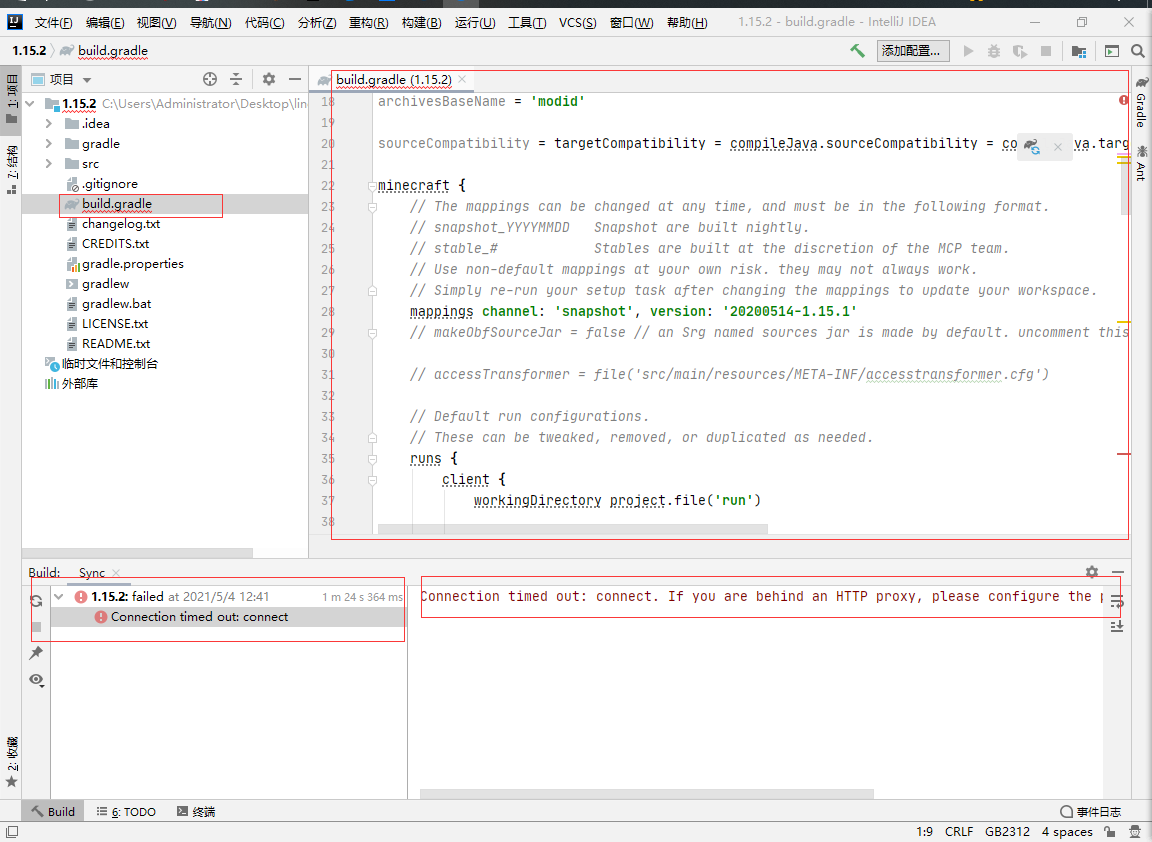 文件(F) 编辑(E) 视图(V) 导航(N) 代码(C) 分析(Z) 重构(R) 构建(B) 运行(U) 工具(T) VCS(S) 窗口(W) 帮助(H) 1.15.2 - build.gradle - IntelliJ IDEA
1.15.2 build.gradle 添加配置...
1: 项目
项目
1.15.2 C:\Users\Administrator\Desktop\lin
.idea
gradle
src
.gitignore
build.gradle
changelog.txt
CREDITS.txt
gradle.properties
gradlew
gradlew.bat
LICENSE.txt
README.txt
临时文件和控制台
外部库
7: 结构
2: 收藏
build.gradle (1.15.2)
18 archivesBaseName = 'modid'
19
20 sourceCompatibility = targetCompatibility = compileJava.sourceCompatibility = co va.targ
21
22 minecraft {
23 // The mappings can be changed at any time, and must be in the following format.
24 // snapshot_YYYYMMDD Snapshot are built nightly.
25 // stable_# Stables are built at the discretion of the MCP team.
26 // Use non-default mappings at your own risk. they may not always work.
27 // Simply re-run your setup task after changing the mappings to update your workspace.
28 mappings channel: 'snapshot', version: '20200514-1.15.1'
29 // makeObfSourceJar = false // an Srg named sources jar is made by default. uncomment this
30
31 // accessTransformer = file('src/main/resources/META-INF/accesstransformer.cfg')
32
33 // Default run configurations.
34 // These can be tweaked, removed, or duplicated as needed.
35 runs {
36 client {
37 workingDirectory project.file('run')
38
Gradle
Ant
Build: Sync
1.15.2: failed at 2021/5/4 12:41 1 m 24 s 364 ms
Connection timed out: connect
Connection timed out: connect. If you are behind an HTTP proxy, please configure the p
Build 6: TODO 终端 事件日志
1:9 CRLF GB2312 4 spaces